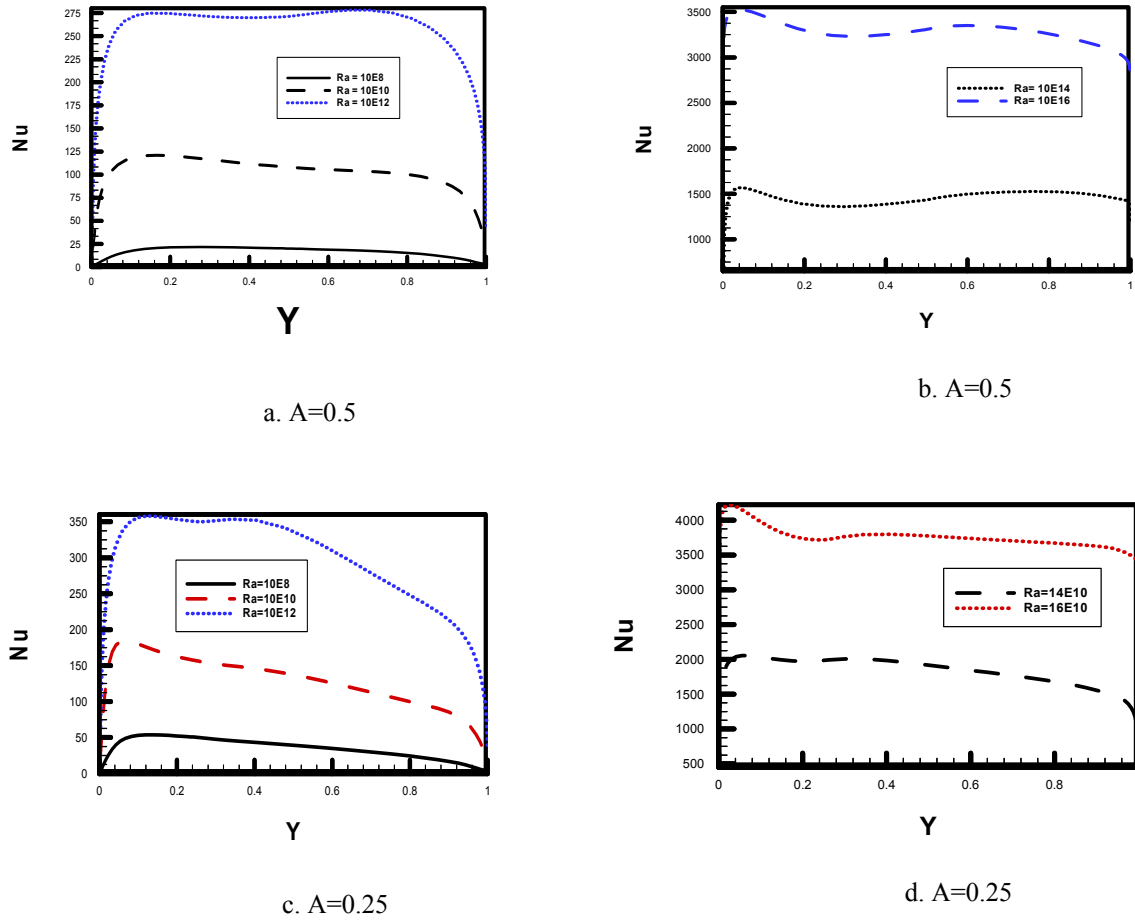 275
250
225
200
175
150
125
100
75
50
25
0
Nu
Ra = 10E8
Ra = 10E10
Ra = 10E12
0 0.2 0.4 0.6 0.8 1
Y
a. A=0.5
3500
3000
2500
2000
1500
1000
Nu
Ra= 10E14
Ra= 10E16
0 0.2 0.4 0.6 0.8 1
Y
b. A=0.5
350
300
250
200
150
100
50
0
Nu
Ra=10E8
Ra=10E10
Ra=10E12
0 0.2 0.4 0.6 0.8 1
Y
c. A=0.25
4000
3500
3000
2500
2000
1500
1000
500
Nu
Ra=14E10
Ra=16E10
0 0.2 0.4 0.6 0.8
Y
d. A=0.25